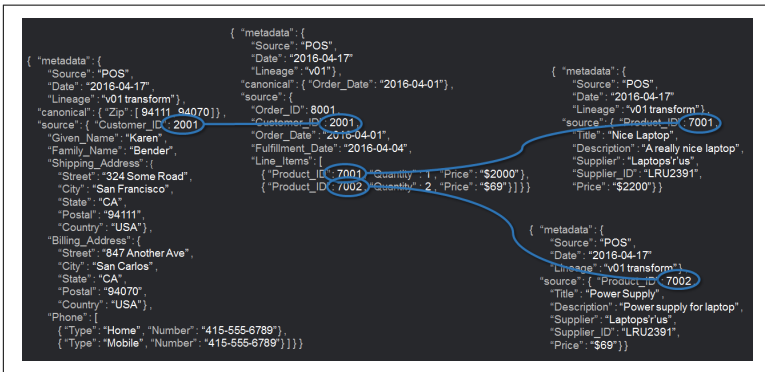 { “metadata”: {
“Source”: “POS”,
“Date”: “2016-04-17”,
“Lineage”: “v01 transform”},
“canonical”: { “Zip”: [ 94111, 94070]},
“source”: { “Customer_ID”: 2001
“Given_Name”: “Karen”,
“Family_Name”: “Bender”,
“Shipping_Address”: {
“Street”: “324 Some Road”,
“City”: “San Francisco”,
“State”: “CA”,
“Postal”: “94111”,
“Country”: “USA”},
“Billing_Address”: {
“Street”: “847 Another Ave”,
“City”: “San Carlos”,
“State”: “CA”,
“Postal”: “94070”,
“Country”: “USA”},
“Phone”: [
{ “Type”: “Home”, “Number”: “415-555-6789”},
{ “Type”: “Mobile”, “Number”: “415-555-6789”} ] } }
{ “metadata”: {
“Source”: “POS”,
“Date”: “2016-04-17”
“Lineage”: “v01”},
“canonical”: { “Order_Date”: “2016-04-01”},
“source”: {
“Order_ID”: 8001
“Customer_ID”: 2001
“Order_Date”: “2016-04-01”,
“Fulfillment_Date”: “2016-04-04”,
“Line_Items”: [
{ “Product_ID”: 7001 “Quantity”: 1, “Price”: “$2000”},
{ “Product_ID”: 7002 “Quantity”: 2, “Price”: “$69”} ] } }
{ “metadata”: {
“Source”: “POS”,
“Date”: “2016-04-17”
“Lineage”: “v01 transform”},
“source”: { “Product_ID”: 7001
“Title”: “Nice Laptop”
“Description”: “A really nice laptop”,
“Supplier”: “Laptops’r’us”,
“Supplier_ID”: “LRU2391”,
“Price”: “$2200”} }
{ “metadata”: {
“Source”: “POS”,
“Date”: “2016-04-17”
“Lineage”: “v01 transform”}
“source”: { “Product_ID”: 7002
“Title”: “Power Supply”,
“Description”: “Power supply for laptop”,
“Supplier”: “Laptops’r’us”,
“Supplier_ID”: “LRU2391”,
“Price”: “$69”} }